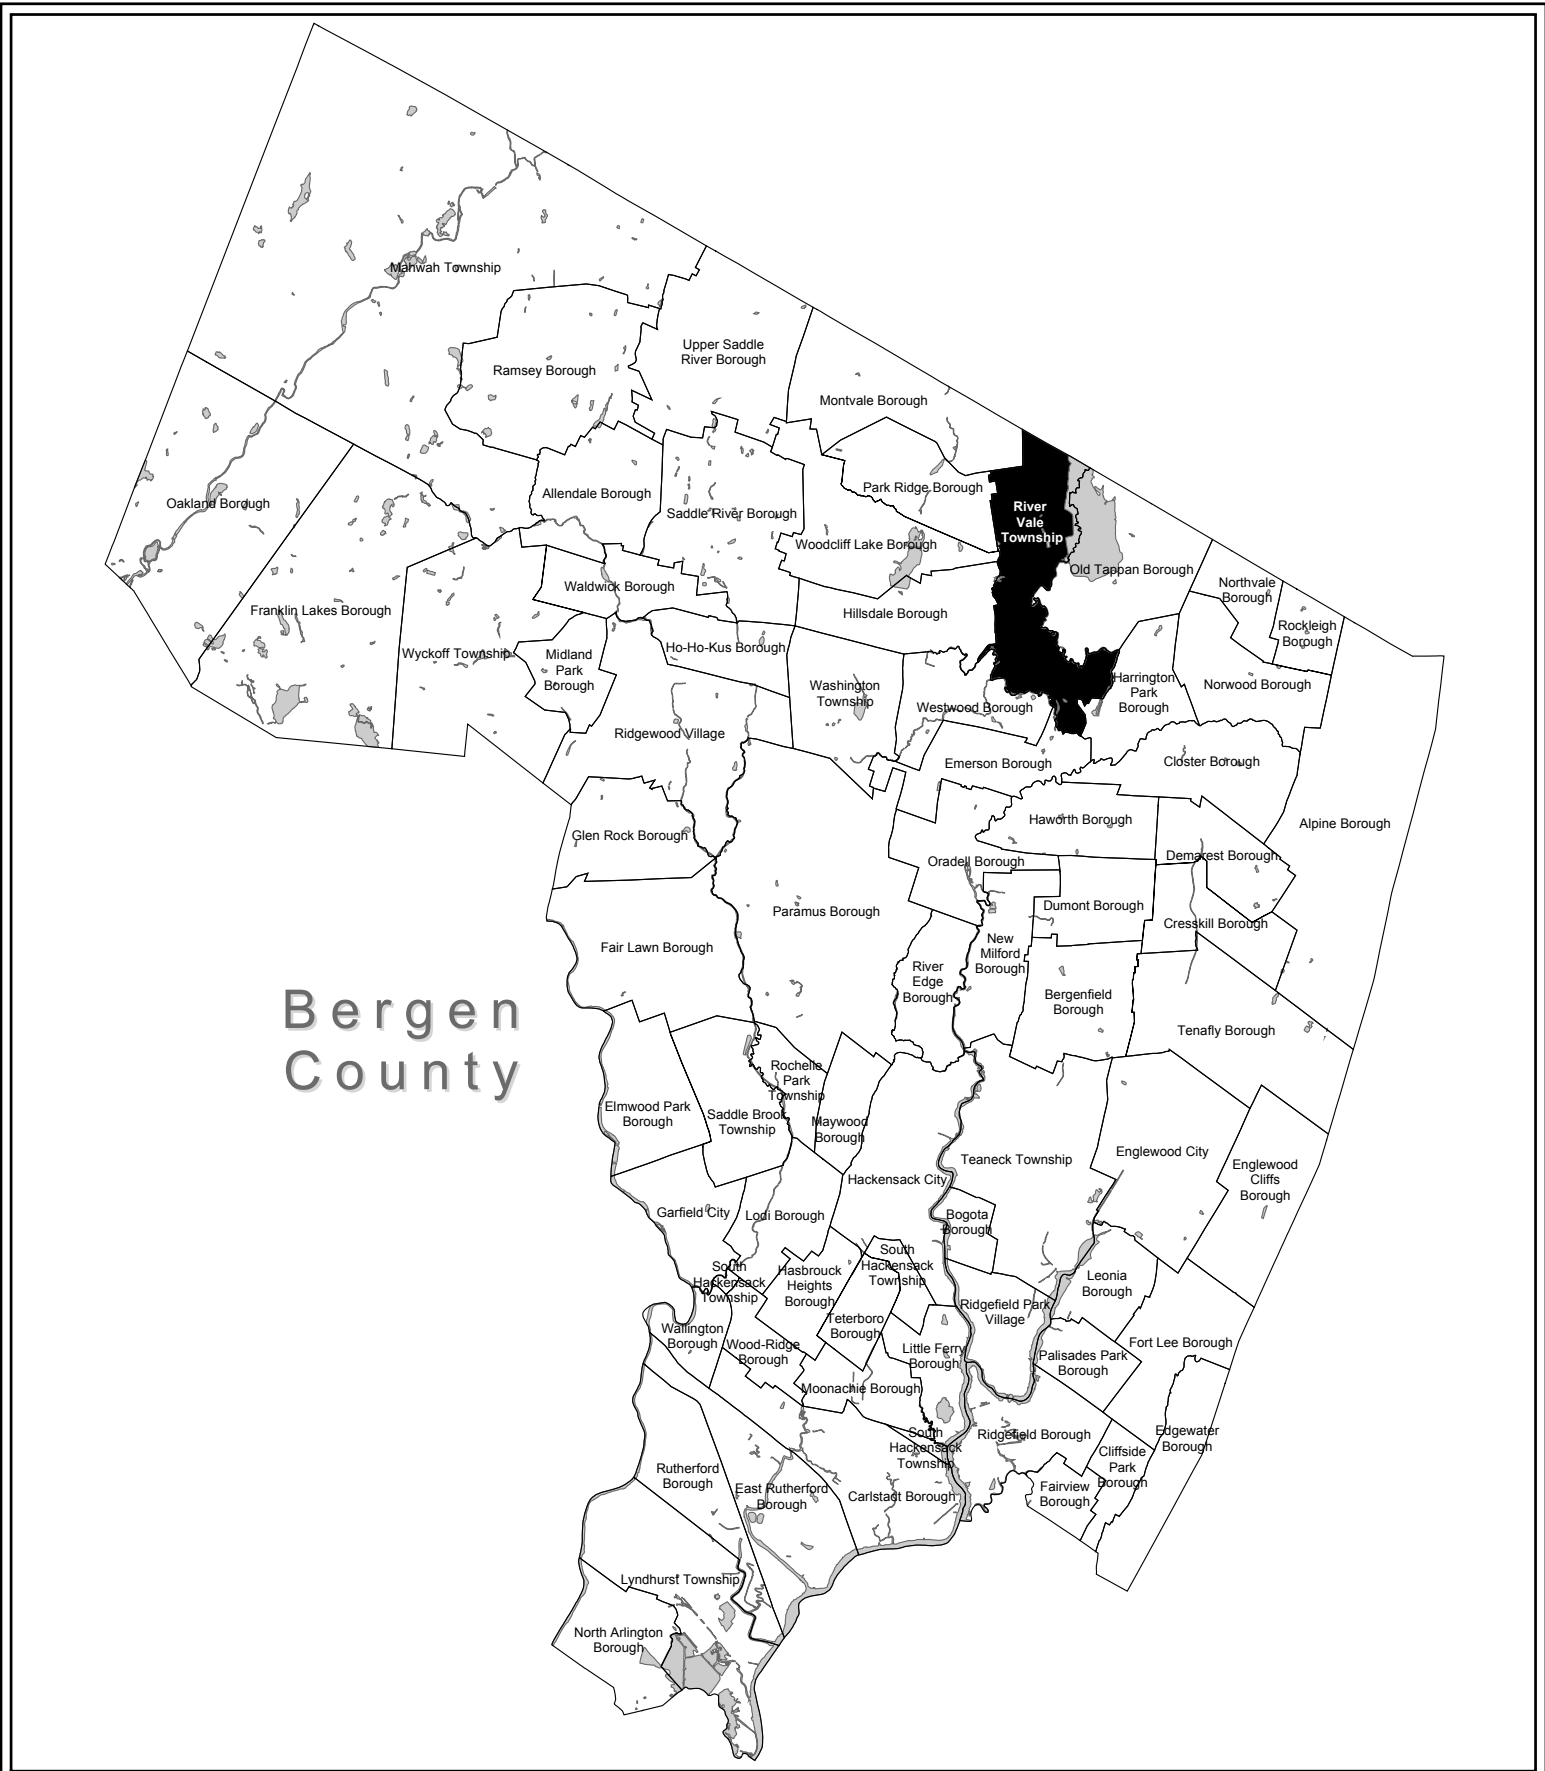 Mahwah Township
Upper Saddle
River Borough
Ramsey Borough
Montvale Borough
Park Ridge Borough
Allendale Borough
Oakland Borough
Saddle River Borough
River
Vale
Township
Woodcliff Lake Borough
Old Tappan Borough
Waldwick Borough
Northvale
Borough
Franklin Lakes Borough
Hillsdale Borough
Rockleigh
Borough
Wyckoff Township
Midland
Park
Borough
Ho-Ho-Kus Borough
Washington
Township
Harrington
Park
Borough
Norwood Borough
Westwood Borough
Ridgewood Village
Emerson Borough
Closter Borough
Glen Rock Borough
Haworth Borough
Alpine Borough
Oradell Borough
Demarest Borough
Paramus Borough
Dumont Borough
Cresskill Borough
Fair Lawn Borough
New
Milford
Borough
River
Edge
Borough
Bergenfield
Borough
Tenafly Borough
Bergen
County
Rochelle
Park
Township
Elmwood Park
Borough
Saddle Brook
Township
Maywood
Borough
Teaneck Township
Englewood City
Englewood
Cliffs
Borough
Hackensack City
Garfield City
Lodi Borough
Bogota
Borough
South
Hackensack
Township
South
Hackensack
Township
Hasbrouck
Heights
Borough
Leonia
Borough
Ridgefield Park
Village
Teterboro
Borough
Wallington
Borough
Wood-Ridge
Borough
Little Ferry
Borough
Fort Lee Borough
Palisades Park
Borough
Moonachie Borough
South
Hackensack
Township
Ridgefield Borough
Edgewater
Borough
Cliffside
Park
Borough
Rutherford
Borough
East Rutherford
Borough
Carlstadt Borough
Fairview
Borough
Lyndhurst Township
North Arlington
Borough